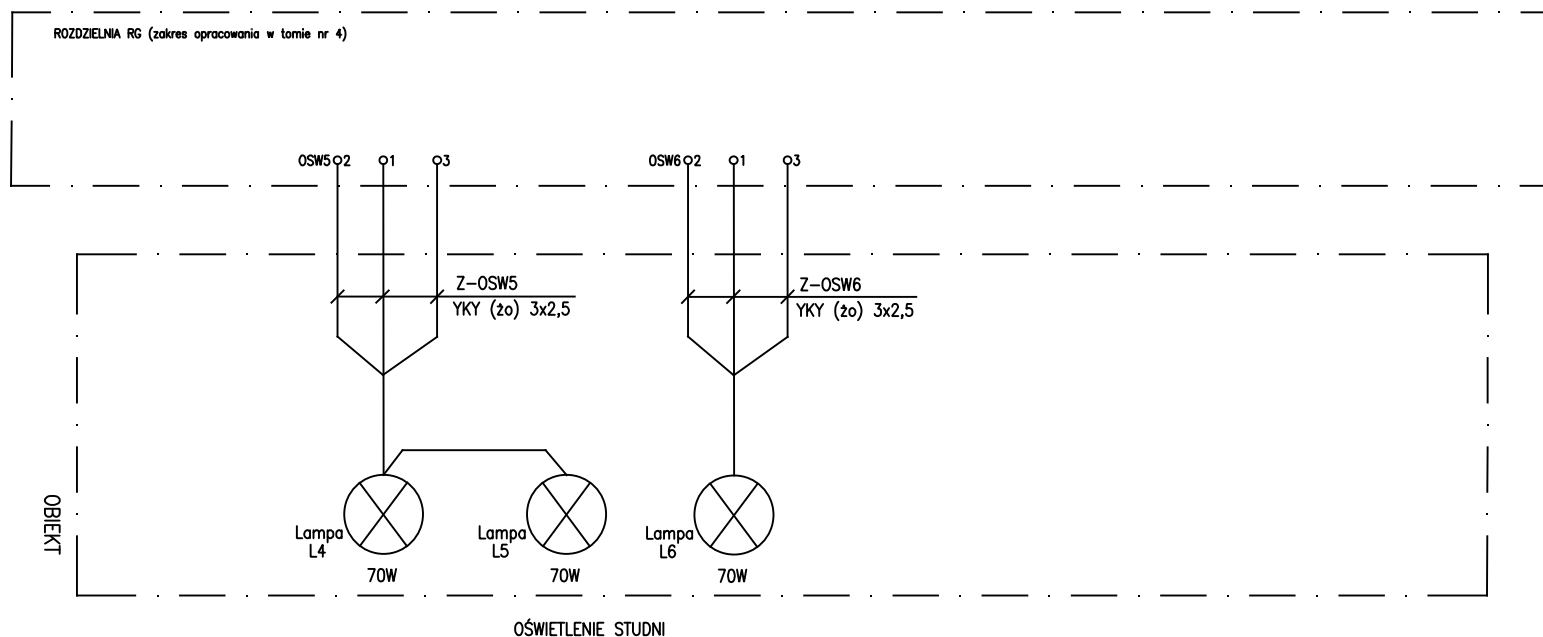 ROZDZIELNIA RG (zakres opracowania w tomie nr 4)
OSW5 2 1 3
OSW6 2 1 3
Z-OSW5
YKY (żo) 3x2,5
Z-OSW6
YKY (żo) 3x2,5
OBIEKT
Lampa
L4
70W
Lampa
L5
70W
Lampa
L6
70W
OŚWIETLENIE STUDNI